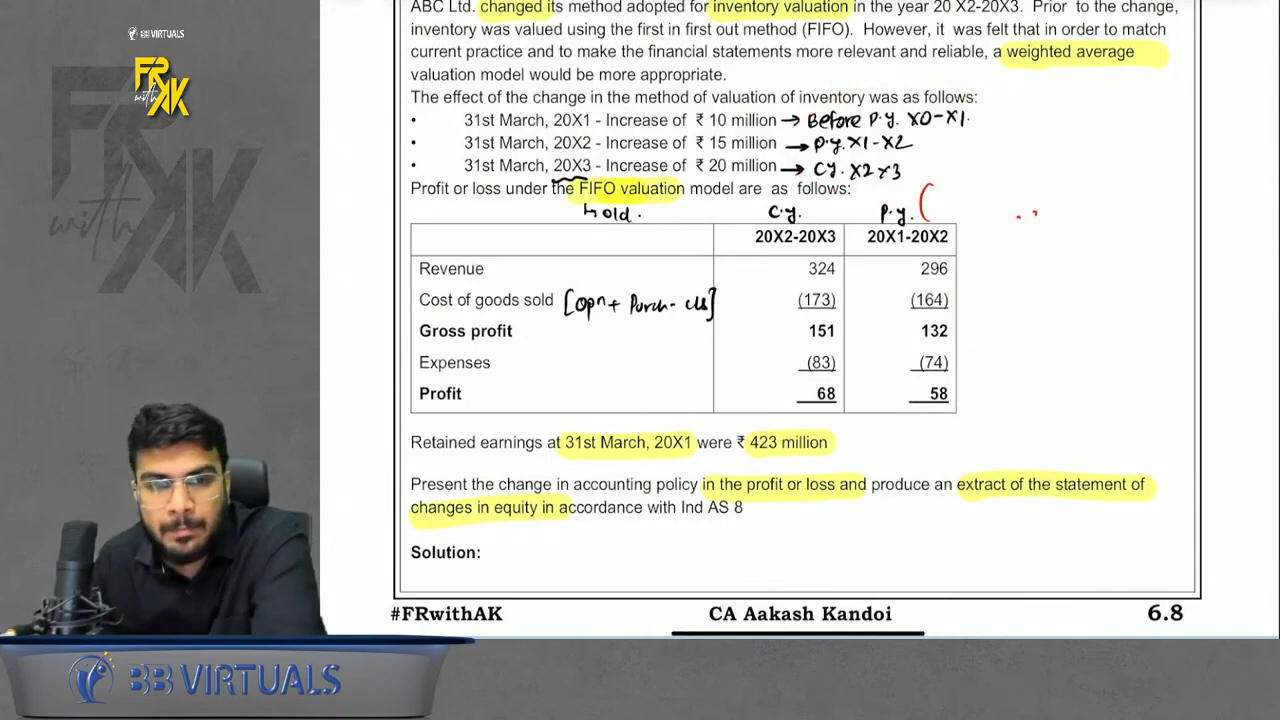 BB VIRTUALS
FR
with
AK
FR
with
AK
ABC Ltd. changed its method adopted for inventory valuation in the year 20 X2-20X3. Prior to the change,
inventory was valued using the first in first out method (FIFO). However, it was felt that in order to match
current practice and to make the financial statements more relevant and reliable, a weighted average
valuation model would be more appropriate.
The effect of the change in the method of valuation of inventory was as follows:
• 31st March, 20X1 - Increase of ₹ 10 million → Before P.y. X0-X1.
• 31st March, 20X2 - Increase of ₹ 15 million → P.y. X1-X2
• 31st March, 20X3 - Increase of ₹ 20 million → Cy. X2 X3
Profit or loss under the FIFO valuation model are as follows:
old. C.y. P.y. (
20X2-20X3 20X1-20X2
Revenue 324 296
Cost of goods sold [opn + Purch - cls] (173) (164)
Gross profit 151 132
Expenses (83) (74)
Profit 68 58
Retained earnings at 31st March, 20X1 were ₹ 423 million
Present the change in accounting policy in the profit or loss and produce an extract of the statement of
changes in equity in accordance with Ind AS 8
Solution:
#FRwithAK CA Aakash Kandoi 6.8
BB VIRTUALS